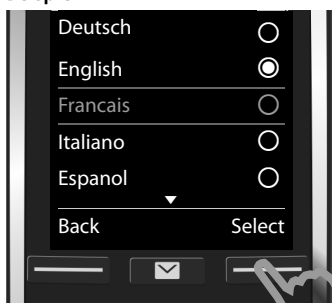 Deutsch
English
Francais
Italiano
Espanol
Back Select